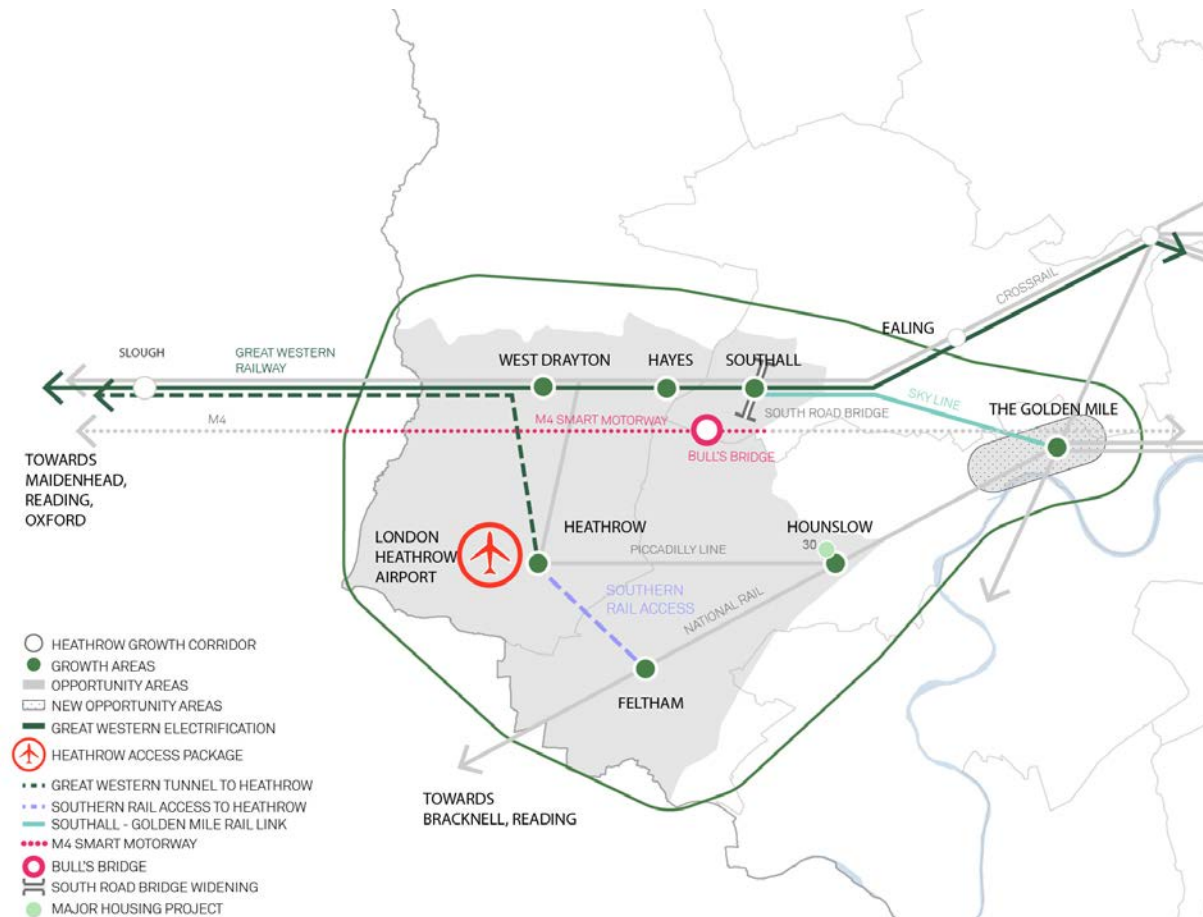 CROSSRAIL
EALING
SLOUGH
GREAT WESTERN
RAILWAY
WEST DRAYTON
HAYES
SOUTHALL
SKY LINE
THE GOLDEN MILE
M4
M4 SMART MOTORWAY
SOUTH ROAD BRIDGE
BULL'S BRIDGE
TOWARDS
MAIDENHEAD,
READING,
OXFORD
LONDON
HEATHROW
AIRPORT
HEATHROW
HOUNSLOW
30
PICCADILLY LINE
SOUTHERN
RAIL ACCESS
NATIONAL RAIL
FELTHAM
TOWARDS
BRACKNELL, READING
HEATHROW GROWTH CORRIDOR
GROWTH AREAS
OPPORTUNITY AREAS
NEW OPPORTUNITY AREAS
GREAT WESTERN ELECTRIFICATION
HEATHROW ACCESS PACKAGE
GREAT WESTERN TUNNEL TO HEATHROW
SOUTHERN RAIL ACCESS TO HEATHROW
SOUTHALL - GOLDEN MILE RAIL LINK
M4 SMART MOTORWAY
BULL'S BRIDGE
SOUTH ROAD BRIDGE WIDENING
MAJOR HOUSING PROJECT